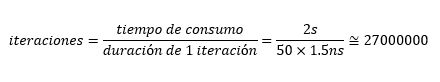 iteraciones = tiempo de consumo / duración de 1 iteración = 2s / 50 × 1.5ns ≅ 27000000